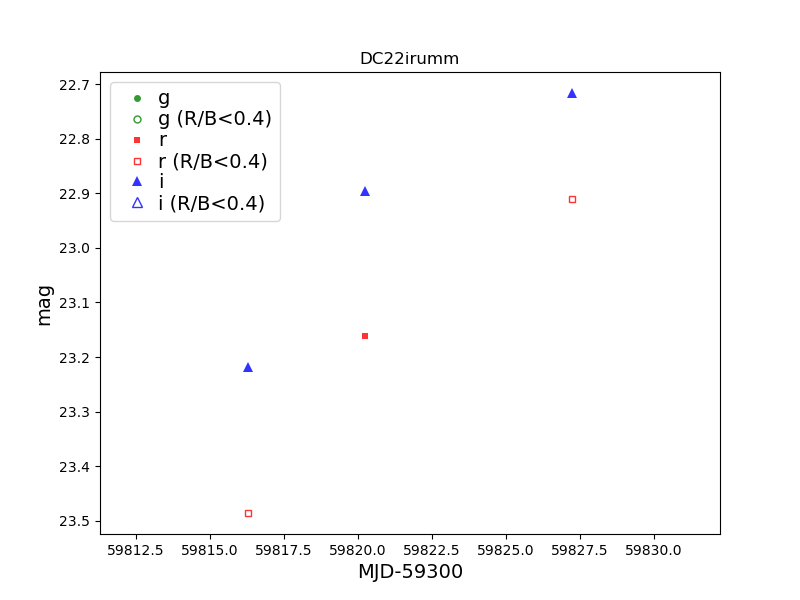 DC22irumm
22.7
22.8
22.9
23.0
23.1
23.2
23.3
23.4
23.5
mag
g
g (R/B<0.4)
r
r (R/B<0.4)
i
i (R/B<0.4)
59812.5 59815.0 59817.5 59820.0 59822.5 59825.0 59827.5 59830.0
MJD-59300